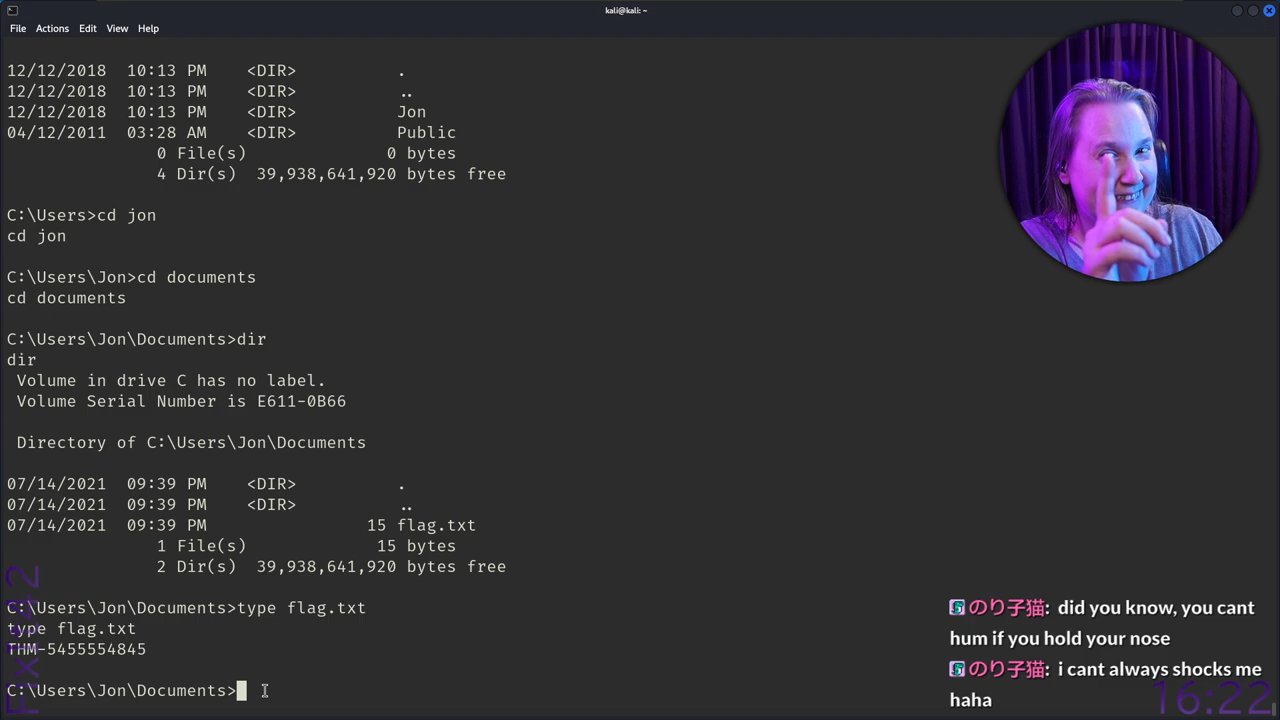 kali@kali: ~
File Actions Edit View Help
12/12/2018 10:13 PM <DIR> .
12/12/2018 10:13 PM <DIR> ..
12/12/2018 10:13 PM <DIR> Jon
04/12/2011 03:28 AM <DIR> Public
0 File(s) 0 bytes
4 Dir(s) 39,938,641,920 bytes free
C:\Users>cd jon
cd jon
C:\Users\Jon>cd documents
cd documents
C:\Users\Jon\Documents>dir
dir
Volume in drive C has no label.
Volume Serial Number is E611-0B66
Directory of C:\Users\Jon\Documents
07/14/2021 09:39 PM <DIR> .
07/14/2021 09:39 PM <DIR> ..
07/14/2021 09:39 PM 15 flag.txt
1 File(s) 15 bytes
2 Dir(s) 39,938,641,920 bytes free
C:\Users\Jon\Documents>type flag.txt
type flag.txt
THM-5455554845
C:\Users\Jon\Documents>
のり子猫: did you know, you cant
hum if you hold your nose
のり子猫: i cant always shocks me
haha
16:22